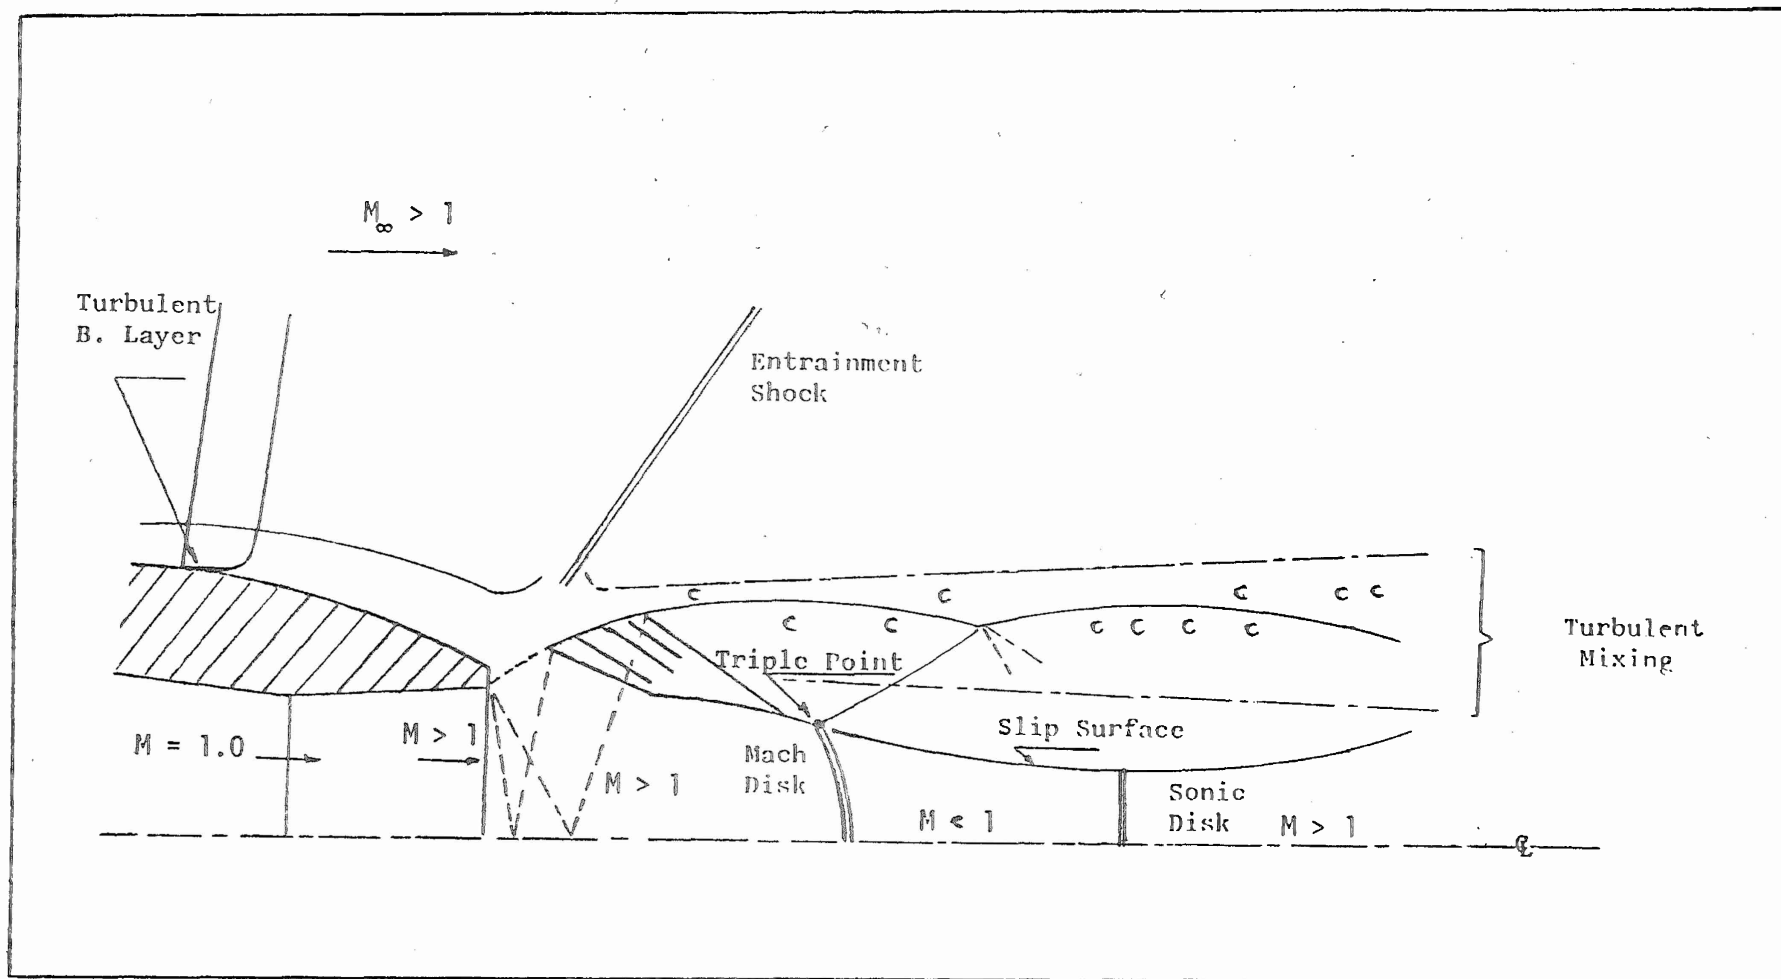 M∞ > 1
Turbulent
B. Layer
Entrainment
Shock
Turbulent
Mixing
Triple Point
Slip Surface
M = 1.0
M > 1
Mach
Disk
M > 1
M < 1
Sonic
Disk
M > 1
℄